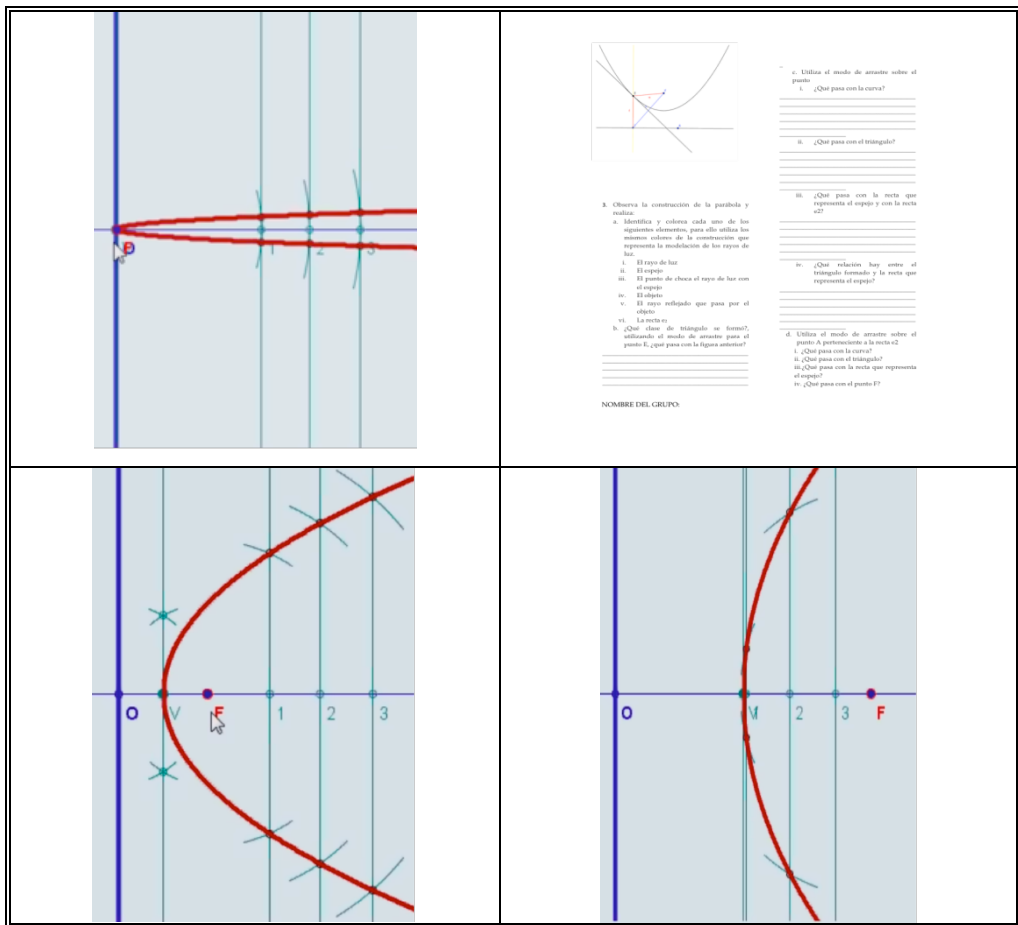 O
1
2
3
3. Observa la construcción de la parábola y
realiza:
a. Identifica y colorea cada uno de los
siguientes elementos, para ello utiliza los
mismos colores de la construcción que
representa la modelación de los rayos de
luz.
i. El rayo de luz
ii. El espejo
iii. El punto de choca el rayo de luz con
el espejo
iv. El objeto
v. El rayo reflejado que pasa por el
objeto
vi. La recta e₁
b. ¿Qué clase de triángulo se formó?,
utilizando el modo de arrastre para el
punto E, ¿qué pasa con la figura anterior?
NOMBRE DEL GRUPO:
c. Utiliza el modo de arrastre sobre el
punto
i. ¿Qué pasa con la curva?
ii. ¿Qué pasa con el triángulo?
iii. ¿Qué pasa con la recta que
representa el espejo y con la recta
e2?
iv. ¿Qué relación hay entre el
triángulo formado y la recta que
representa el espejo?
d. Utiliza el modo de arrastre sobre el
punto A perteneciente a la recta e2
i. ¿Qué pasa con la curva?
ii. ¿Qué pasa con el triángulo?
iii.¿Qué pasa con la recta que representa
el espejo?
iv. ¿Qué pasa con el punto F?
O V F 1 2 3
O V 1 2 3 F